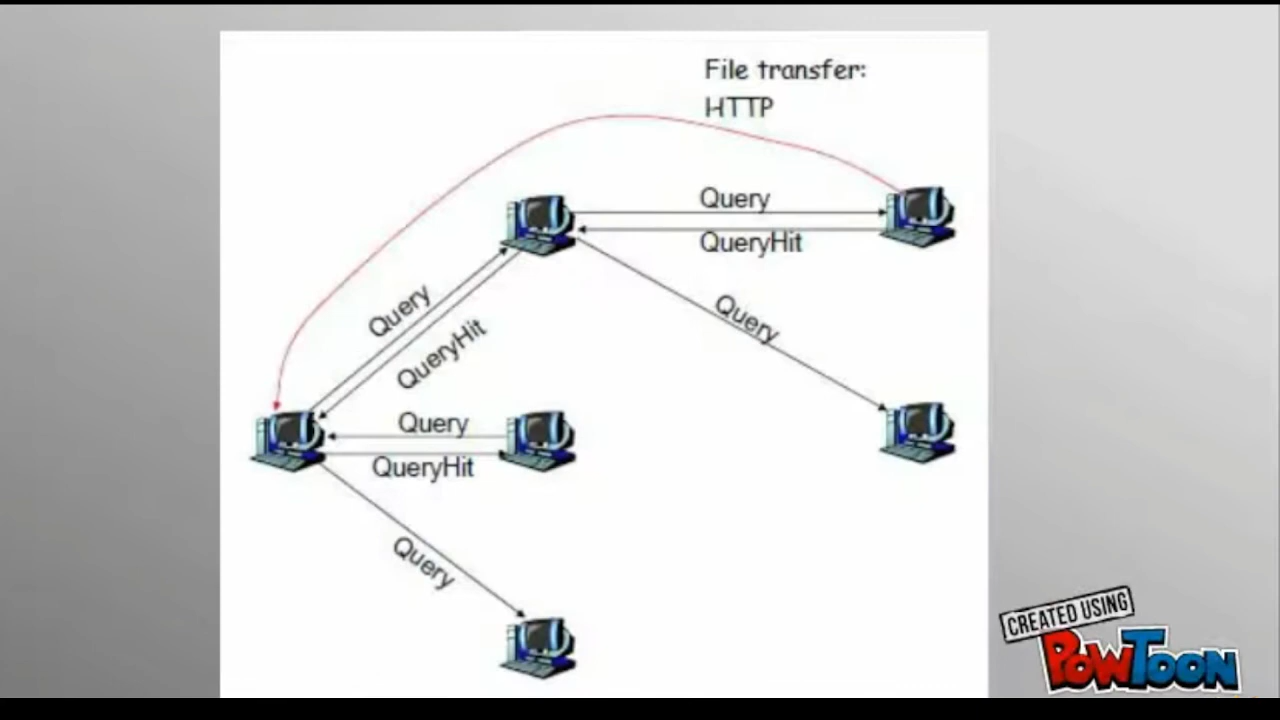 File transfer:
HTTP
Query
QueryHit
Query
QueryHit
Query
Query
QueryHit
Query
CREATED USING
POWTOON